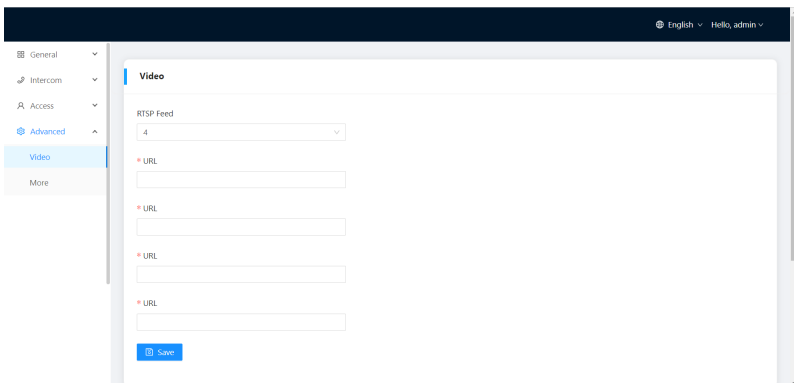 English Hello, admin
General
Intercom
Access
Advanced
Video
More
Video
RTSP Feed
4
* URL
* URL
* URL
* URL
Save